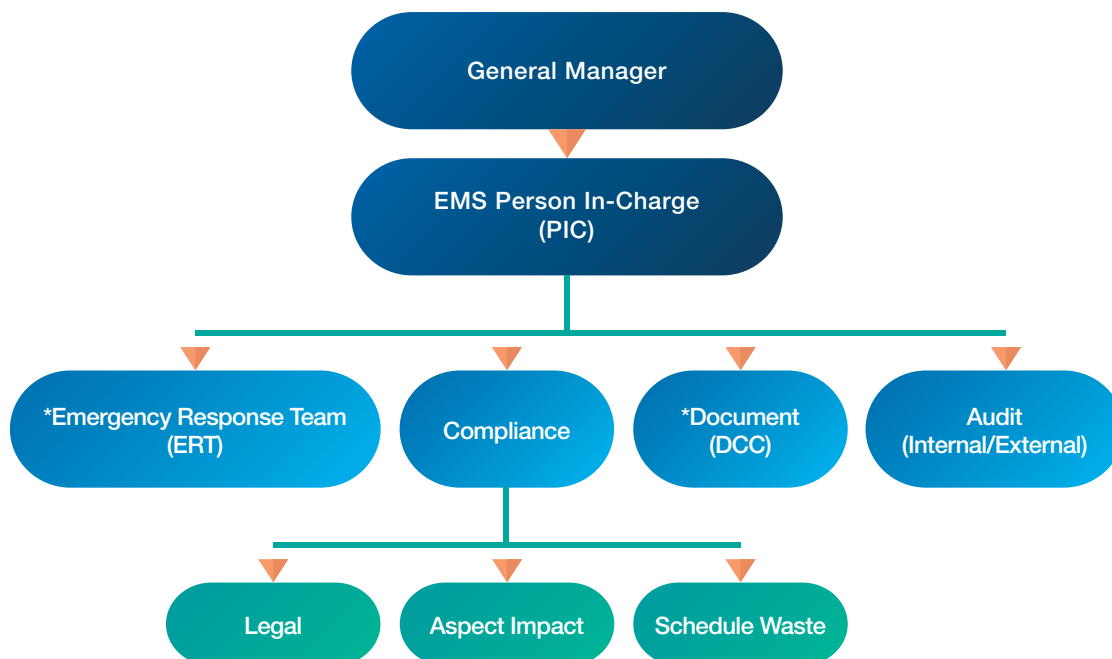 General Manager
EMS Person In-Charge
(PIC)
*Emergency Response Team
(ERT)
Compliance
*Document
(DCC)
Audit
(Internal/External)
Legal
Aspect Impact
Schedule Waste